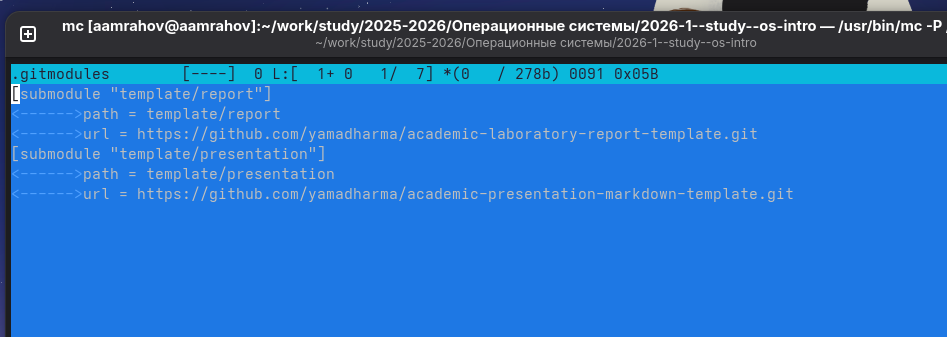 mc [aamrahov@aamrahov]:~/work/study/2025-2026/Операционные системы/2026-1--study--os-intro — /usr/bin/mc -P
~/work/study/2025-2026/Операционные системы/2026-1--study--os-intro
.gitmodules        [----]  0 L:[  1+ 0   1/  7] *(0   / 278b) 0091 0x05B
[submodule "template/report"]
<------>path = template/report
<------>url = https://github.com/yamadharma/academic-laboratory-report-template.git
[submodule "template/presentation"]
<------>path = template/presentation
<------>url = https://github.com/yamadharma/academic-presentation-markdown-template.git